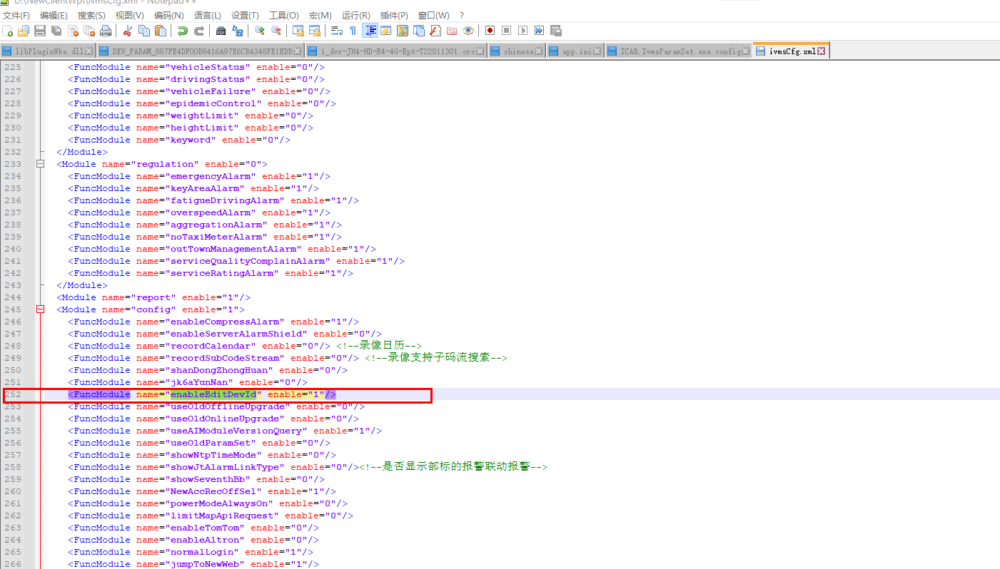 D:\NewClientWpf\ivmsCfg.xml - Notepad++
文件(F) 编辑(E) 搜索(S) 视图(V) 编码(N) 语言(L) 设置(T) 工具(O) 宏(M) 运行(R) 插件(P) 窗口(W) ?
libPluginWke.dll DEV_PARAM_887FE4DF00B8416A97E6CBA348FE1EDB 1_dvr-JH4-HD-E4-4G-Ept-T22011301.crc chinese app.ini ICAR.IvmsParamSet.exe.config ivmsCfg.xml
225 <FuncModule name="vehicleStatus" enable="0"/>
226 <FuncModule name="drivingStatus" enable="0"/>
227 <FuncModule name="vehicleFailure" enable="0"/>
228 <FuncModule name="epidemicControl" enable="0"/>
229 <FuncModule name="weightLimit" enable="0"/>
230 <FuncModule name="heightLimit" enable="0"/>
231 <FuncModule name="keyword" enable="0"/>
232 </Module>
233 <Module name="regulation" enable="0">
234 <FuncModule name="emergencyAlarm" enable="1"/>
235 <FuncModule name="keyAreaAlarm" enable="1"/>
236 <FuncModule name="fatigueDrivingAlarm" enable="1"/>
237 <FuncModule name="overspeedAlarm" enable="1"/>
238 <FuncModule name="aggregationAlarm" enable="1"/>
239 <FuncModule name="noTaxiMeterAlarm" enable="1"/>
240 <FuncModule name="outTownManagementAlarm" enable="1"/>
241 <FuncModule name="serviceQualityComplainAlarm" enable="1"/>
242 <FuncModule name="serviceRatingAlarm" enable="1"/>
243 </Module>
244 <Module name="report" enable="1"/>
245 <Module name="config" enable="1">
246 <FuncModule name="enableCompressAlarm" enable="1"/>
247 <FuncModule name="enableServerAlarmShield" enable="0"/>
248 <FuncModule name="recordCalendar" enable="0"/> <!--录像日历-->
249 <FuncModule name="recordSubCodeStream" enable="0"/> <!--录像支持子码流搜索-->
250 <FuncModule name="shanDongZhongHuan" enable="0"/>
251 <FuncModule name="jk6aYunNan" enable="0"/>
252 <FuncModule name="enableEditDevId" enable="1"/>
253 <FuncModule name="useOldOfflineUpgrade" enable="0"/>
254 <FuncModule name="useOldOnlineUpgrade" enable="0"/>
255 <FuncModule name="useAIModuleVersionQuery" enable="1"/>
256 <FuncModule name="useOldParamSet" enable="0"/>
257 <FuncModule name="showNtpTimeMode" enable="0"/>
258 <FuncModule name="showJtAlarmLinkType" enable="0"/><!--是否显示部标的报警联动报警-->
259 <FuncModule name="showSeventhBb" enable="0"/>
260 <FuncModule name="NewAccRecOffSel" enable="1"/>
261 <FuncModule name="powerModeAlwaysOn" enable="0"/>
262 <FuncModule name="limitMapApiRequest" enable="0"/>
263 <FuncModule name="enableTomTom" enable="0"/>
264 <FuncModule name="enableAltron" enable="0"/>
265 <FuncModule name="normalLogin" enable="1"/>
266 <FuncModule name="jumpToNewWeb" enable="1"/>